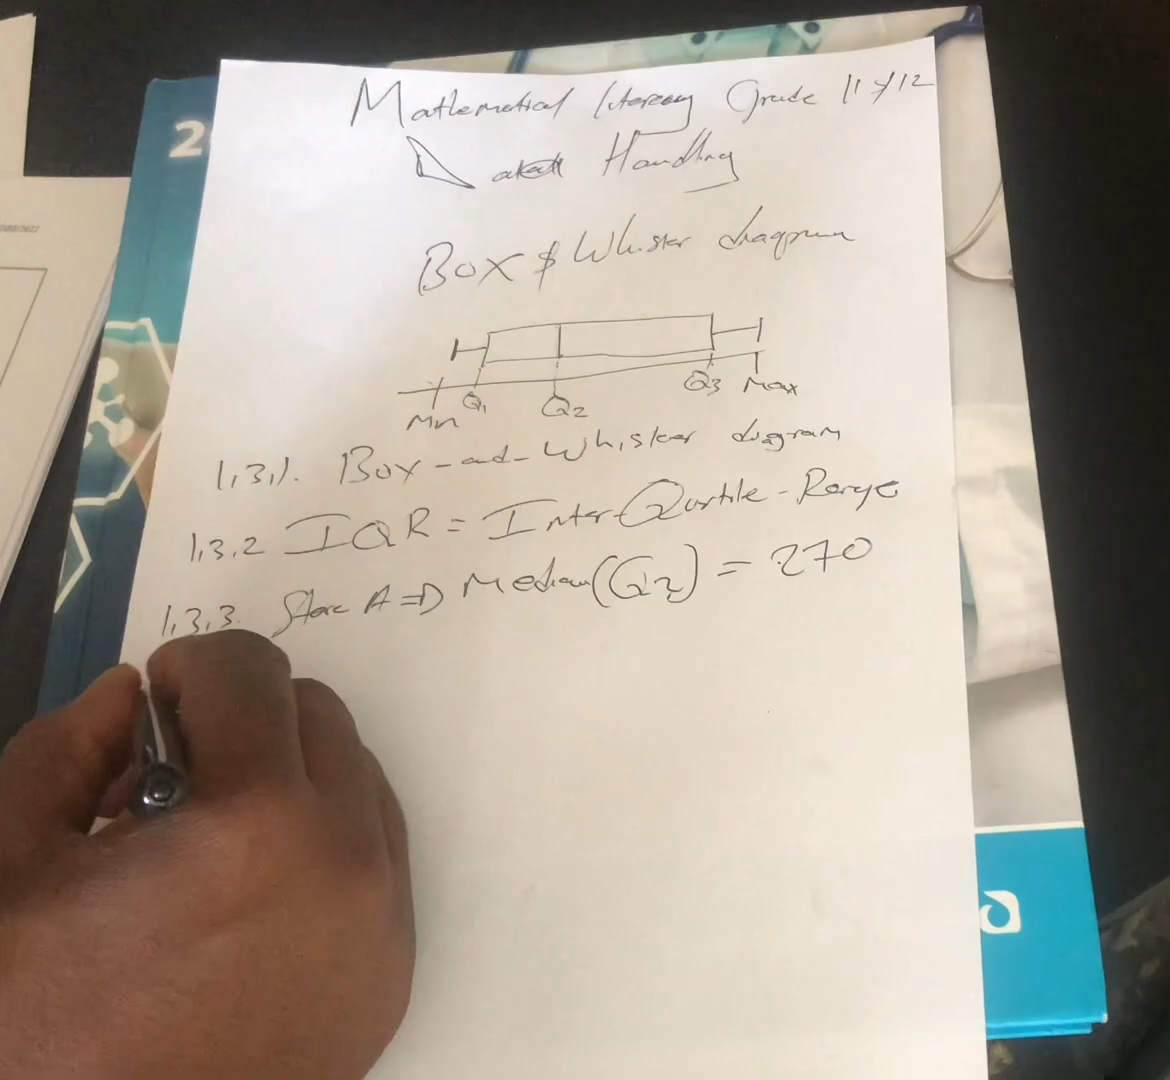 Mathematical literacy Grade 11 & 12
Data Handling
Box & Whisker diagram
Min Q1 Q2 Q3 Max
1.3.1. Box-and-Whisker diagram
1.3.2 IQR = Inter-Quartile-Range
1.3.3. Store A => Median (Q2) = 270
2